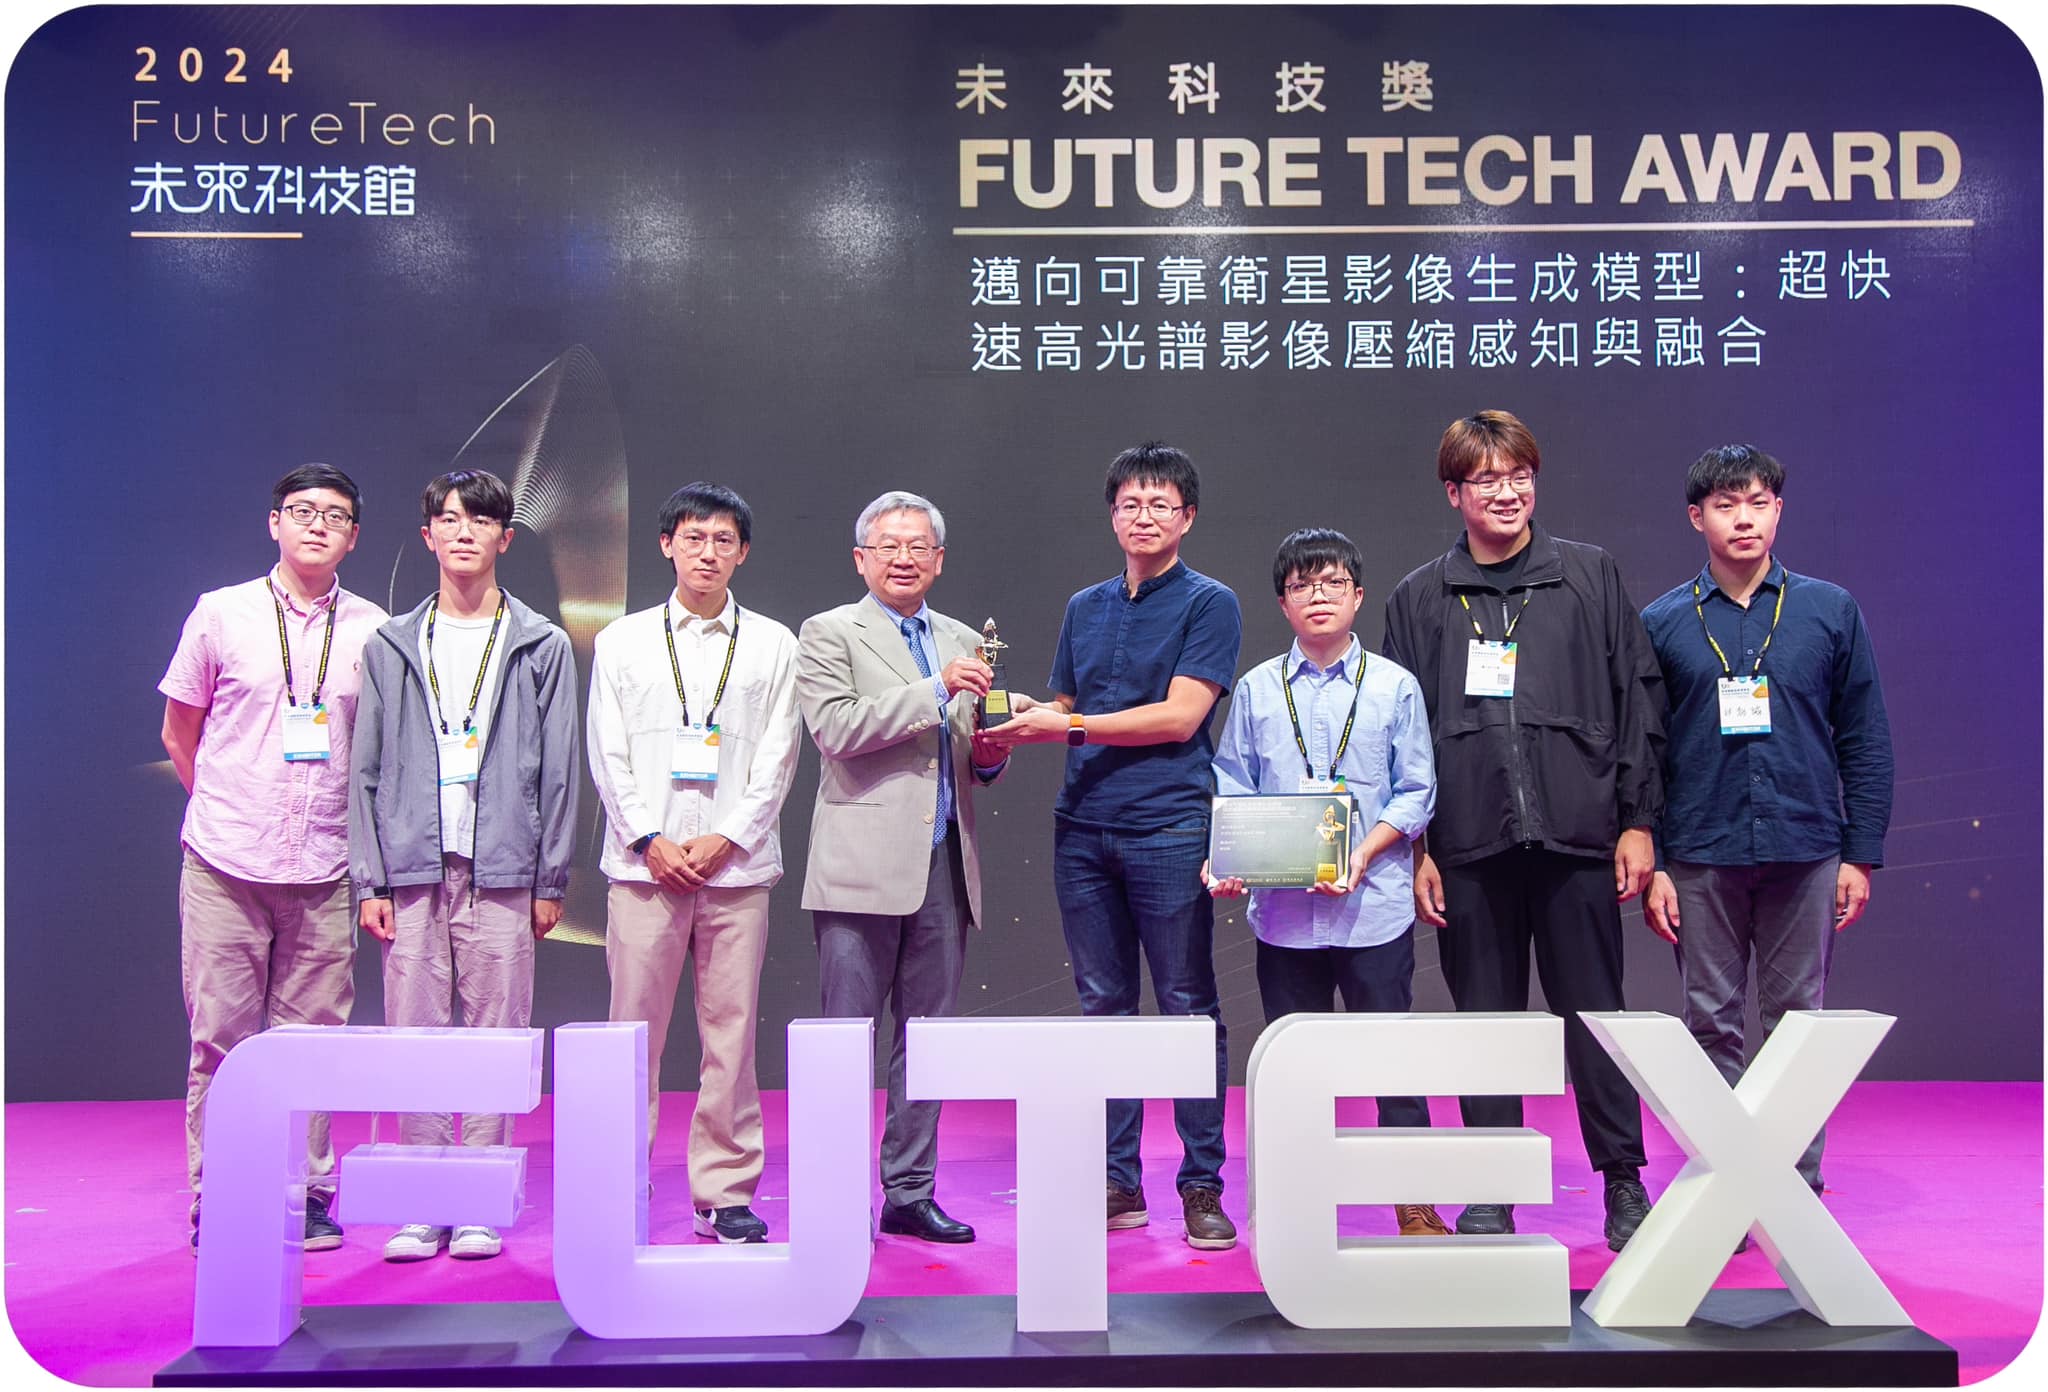 2024
FutureTech
未來科技館
未來科技獎
FUTURE TECH AWARD
邁向可靠衛星影像生成模型：超快
速高光譜影像壓縮感知與融合
FUTEX